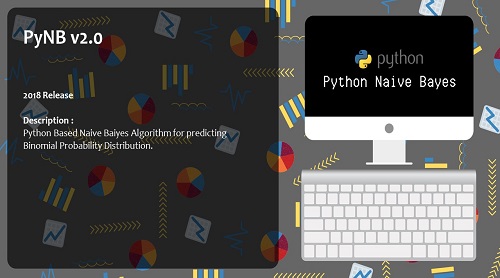 PyNB v2.0
2018 Release
Description :
Python Based Naive Baiyes Algorithm for predicting
Binomial Probability Distribution.
python
Python Naive Bayes